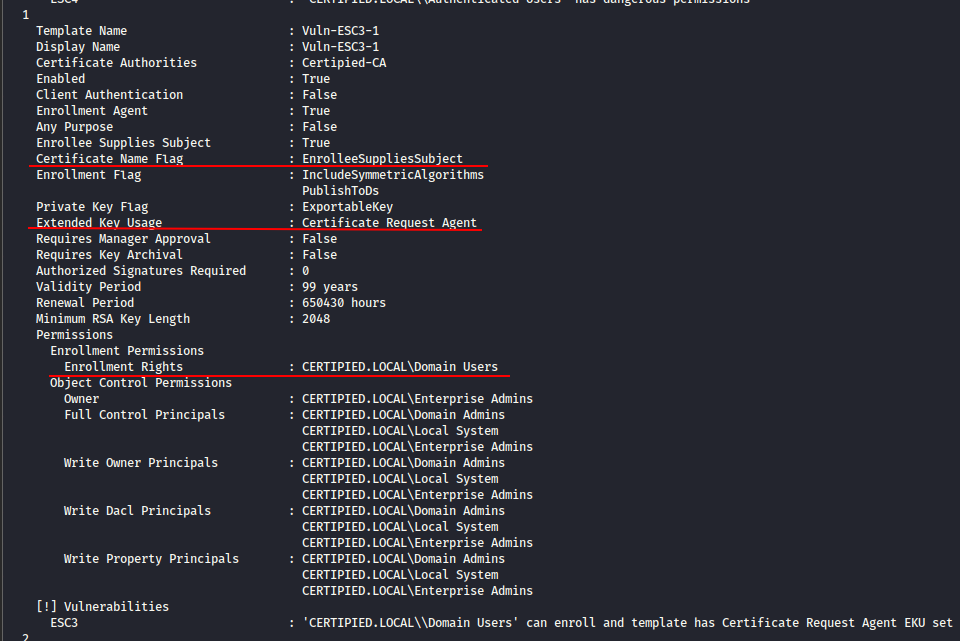 ESC4 : 'CERTIPIED.LOCAL\\Authenticated Users' has dangerous permissions
1
Template Name : Vuln-ESC3-1
Display Name : Vuln-ESC3-1
Certificate Authorities : Certipied-CA
Enabled : True
Client Authentication : False
Enrollment Agent : True
Any Purpose : False
Enrollee Supplies Subject : True
Certificate Name Flag : EnrolleeSuppliesSubject
Enrollment Flag : IncludeSymmetricAlgorithms
PublishToDs
Private Key Flag : ExportableKey
Extended Key Usage : Certificate Request Agent
Requires Manager Approval : False
Requires Key Archival : False
Authorized Signatures Required : 0
Validity Period : 99 years
Renewal Period : 650430 hours
Minimum RSA Key Length : 2048
Permissions
Enrollment Permissions
Enrollment Rights : CERTIPIED.LOCAL\Domain Users
Object Control Permissions
Owner : CERTIPIED.LOCAL\Enterprise Admins
Full Control Principals : CERTIPIED.LOCAL\Domain Admins
CERTIPIED.LOCAL\Local System
CERTIPIED.LOCAL\Enterprise Admins
Write Owner Principals : CERTIPIED.LOCAL\Domain Admins
CERTIPIED.LOCAL\Local System
CERTIPIED.LOCAL\Enterprise Admins
Write Dacl Principals : CERTIPIED.LOCAL\Domain Admins
CERTIPIED.LOCAL\Local System
CERTIPIED.LOCAL\Enterprise Admins
Write Property Principals : CERTIPIED.LOCAL\Domain Admins
CERTIPIED.LOCAL\Local System
CERTIPIED.LOCAL\Enterprise Admins
[!] Vulnerabilities
ESC3 : 'CERTIPIED.LOCAL\\Domain Users' can enroll and template has Certificate Request Agent EKU set
2